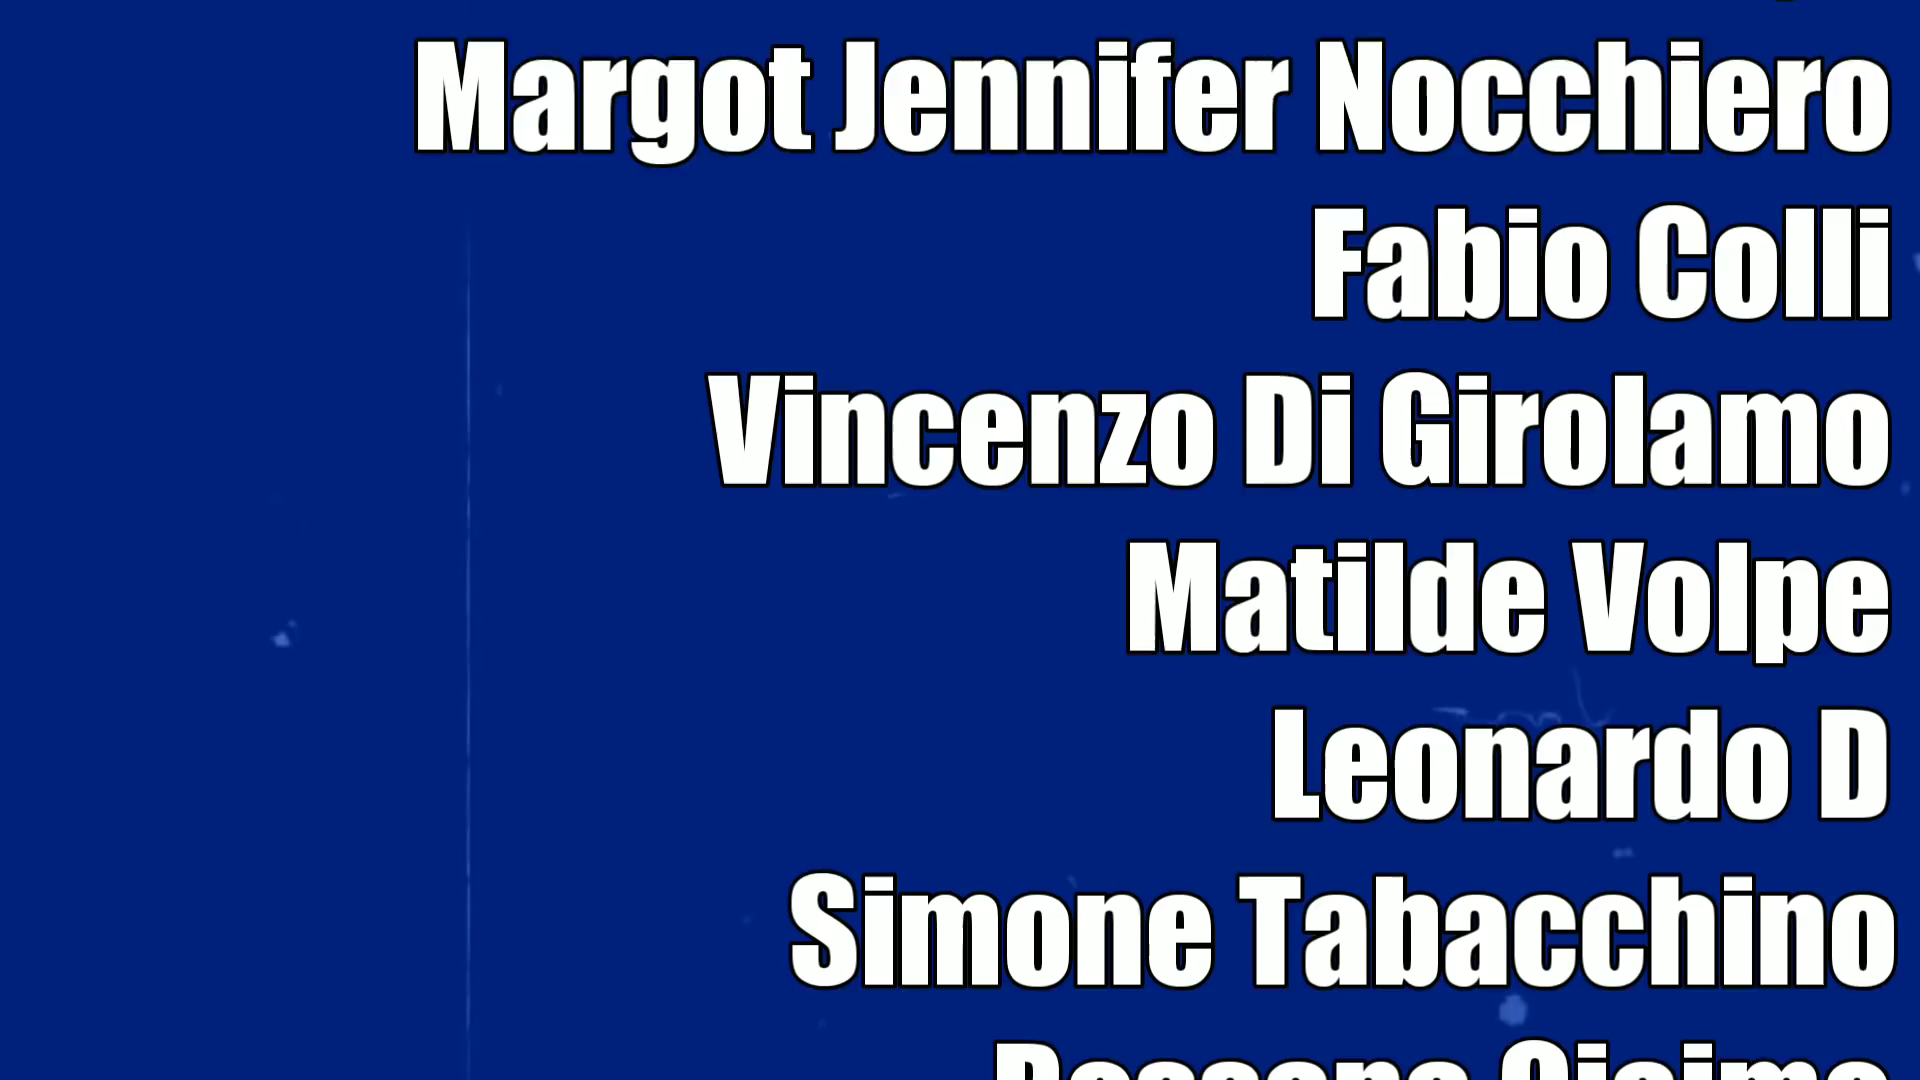 Margot Jennifer Nocchiero
Fabio Colli
Vincenzo Di Girolamo
Matilde Volpe
Leonardo D
Simone Tabacchino